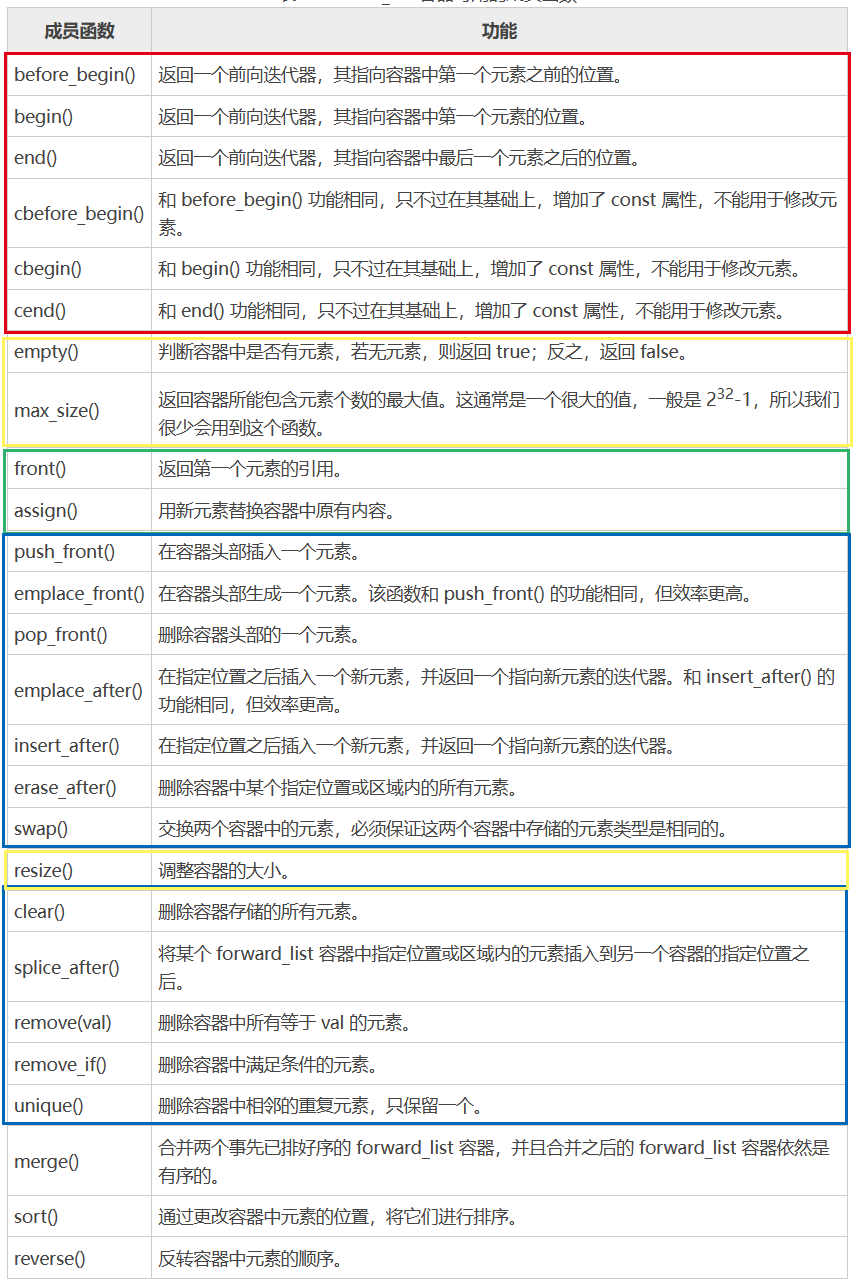 成员函数 功能
before_begin() 返回一个前向迭代器，其指向容器中第一个元素之前的位置。
begin() 返回一个前向迭代器，其指向容器中第一个元素的位置。
end() 返回一个前向迭代器，其指向容器中最后一个元素之后的位置。
cbefore_begin() 和 before_begin() 功能相同，只不过在其基础上，增加了 const 属性，不能用于修改元
素。
cbegin() 和 begin() 功能相同，只不过在其基础上，增加了 const 属性，不能用于修改元素。
cend() 和 end() 功能相同，只不过在其基础上，增加了 const 属性，不能用于修改元素。
empty() 判断容器中是否有元素，若无元素，则返回 true；反之，返回 false。
max_size() 返回容器所能包含元素个数的最大值。这通常是一个很大的值，一般是 2³²-1，所以我们
很少会用到这个函数。
front() 返回第一个元素的引用。
assign() 用新元素替换容器中原有内容。
push_front() 在容器头部插入一个元素。
emplace_front() 在容器头部生成一个元素。该函数和 push_front() 的功能相同，但效率更高。
pop_front() 删除容器头部的一个元素。
emplace_after() 在指定位置之后插入一个新元素，并返回一个指向新元素的迭代器。和 insert_after() 的
功能相同，但效率更高。
insert_after() 在指定位置之后插入一个新元素，并返回一个指向新元素的迭代器。
erase_after() 删除容器中某个指定位置或区域内的所有元素。
swap() 交换两个容器中的元素，必须保证这两个容器中存储的元素类型是相同的。
resize() 调整容器的大小。
clear() 删除容器存储的所有元素。
splice_after() 将某个 forward_list 容器中指定位置或区域内的元素插入到另一个容器的指定位置之
后。
remove(val) 删除容器中所有等于 val 的元素。
remove_if() 删除容器中满足条件的元素。
unique() 删除容器中相邻的重复元素，只保留一个。
merge() 合并两个事先已排好序的 forward_list 容器，并且合并之后的 forward_list 容器依然是
有序的。
sort() 通过更改容器中元素的位置，将它们进行排序。
reverse() 反转容器中元素的顺序。